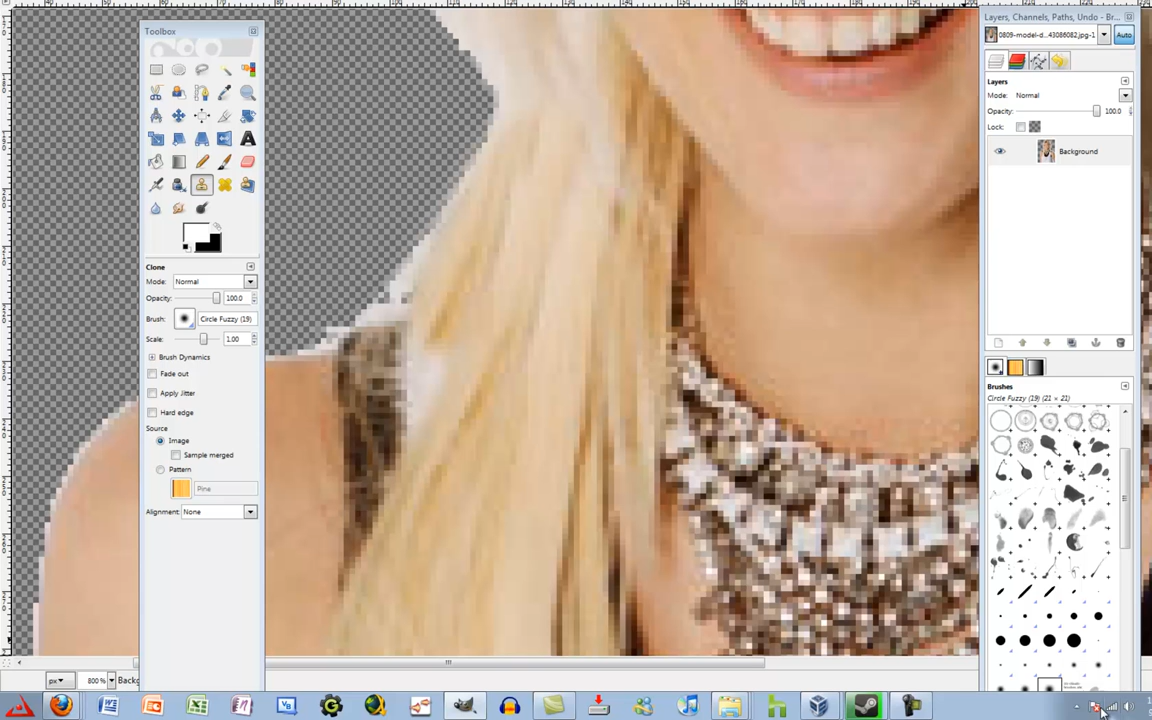 Toolbox
Clone
Mode: Normal
Opacity: 100.0
Brush: Circle Fuzzy (19)
Scale: 1.00
Brush Dynamics
Fade out
Apply Jitter
Hard edge
Source
Image
Sample merged
Pattern
Pine
Alignment: None
px
800%
Backg
Layers, Channels, Paths, Undo - Br...
0809-model-d...43086082.jpg-1
Auto
Layers
Mode: Normal
Opacity: 100.0
Lock:
Background
Brushes
Circle Fuzzy (19) (21 × 21)